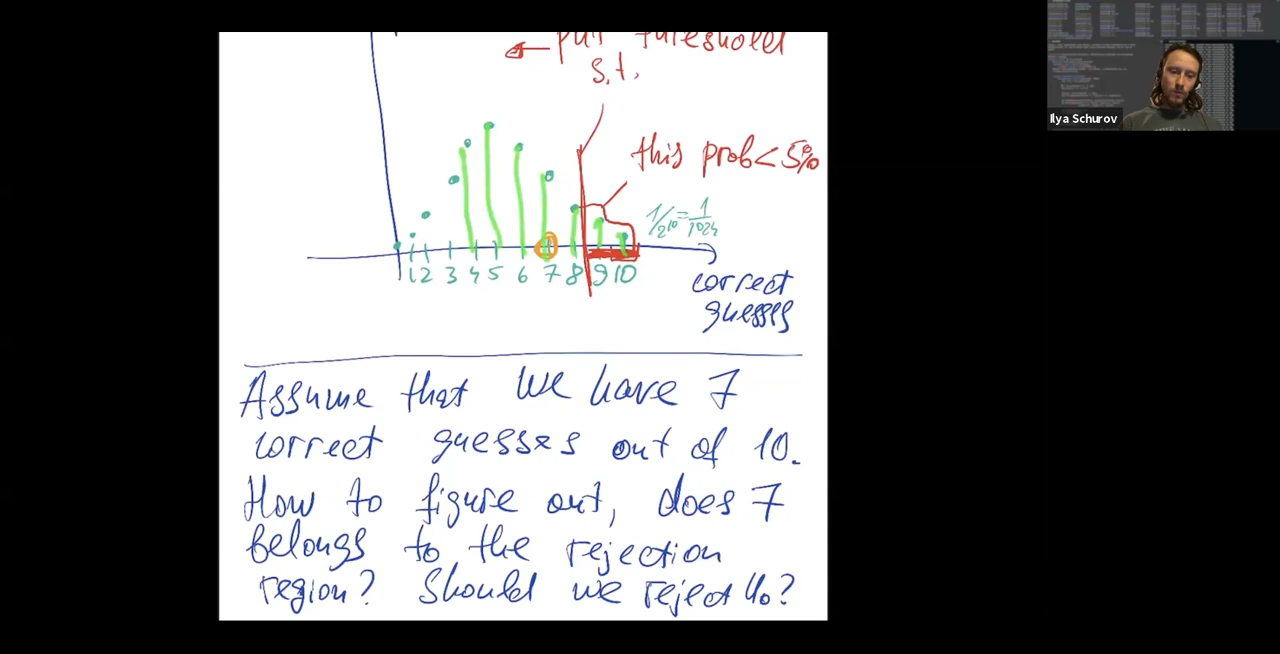 put threshold
s.t.
this prob < 5%
1/2^10 = 1/1024
1 2 3 4 5 6 7 8 9 10
correct
guesses
Assume that we have 7
correct guesses out of 10.
How to figure out, does 7
belongs to the rejection
region? Should we reject H₀?
Ilya Schurov